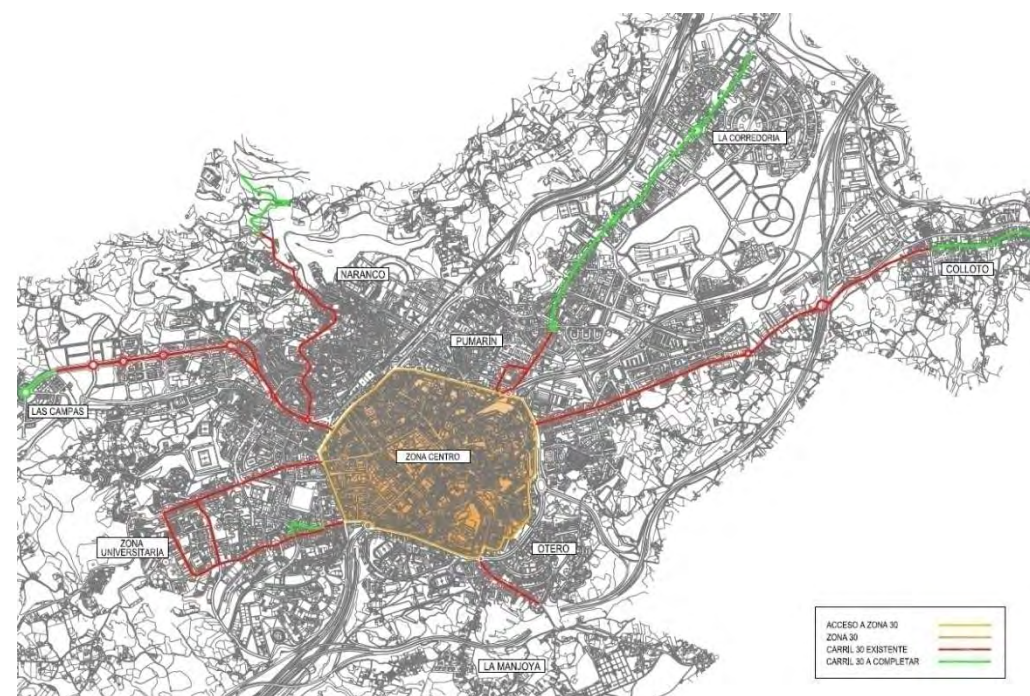 LA CORREDORIA
NARANCO
COLLOTO
PUMARÍN
LAS CAMPAS
ZONA CENTRO
ZONA
UNIVERSITARIA
OTERO
LA MANJOYA
ACCESO A ZONA 30
ZONA 30
CARRIL 30 EXISTENTE
CARRIL 30 A COMPLETAR